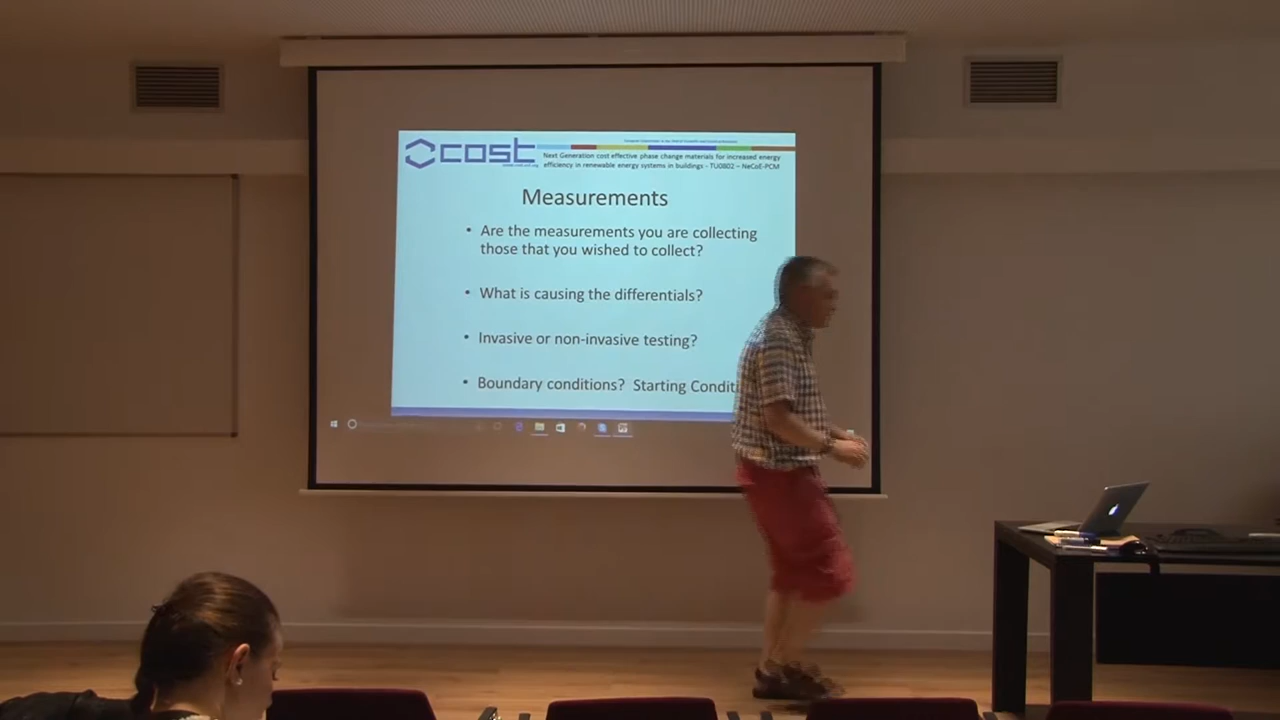 cost
Next Generation cost effective phase change materials for increased energy
efficiency in renewable energy systems in buildings - TU0802 – NeCoE-PCM
Measurements
• Are the measurements you are collecting
those that you wished to collect?
• What is causing the differentials?
• Invasive or non-invasive testing?
• Boundary conditions? Starting Conditi